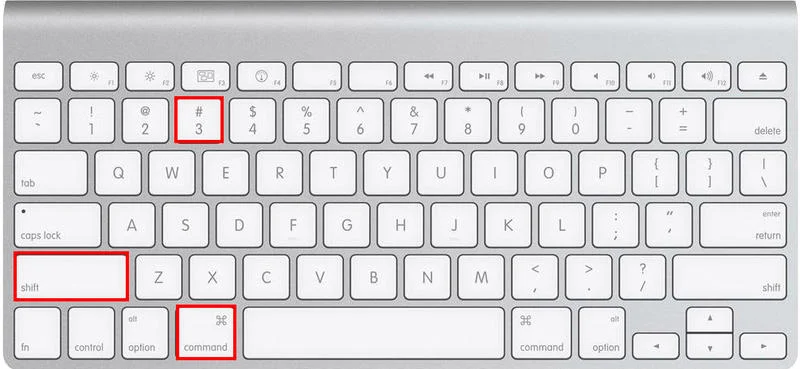 esc F1 F2 F3 F4 F5 F6 F7 F8 F9 F10 F11 F12
~ ! @ # $ % ^ & * ( ) _ +
` 1 2 3 4 5 6 7 8 9 0 - = delete
tab Q W E R T Y U I O P { } |
[ ] \
caps lock A S D F G H J K L : " enter
; ' return
shift Z X C V B N M < > ? shift
, . /
alt ⌘ ⌘ alt
fn control option command command option